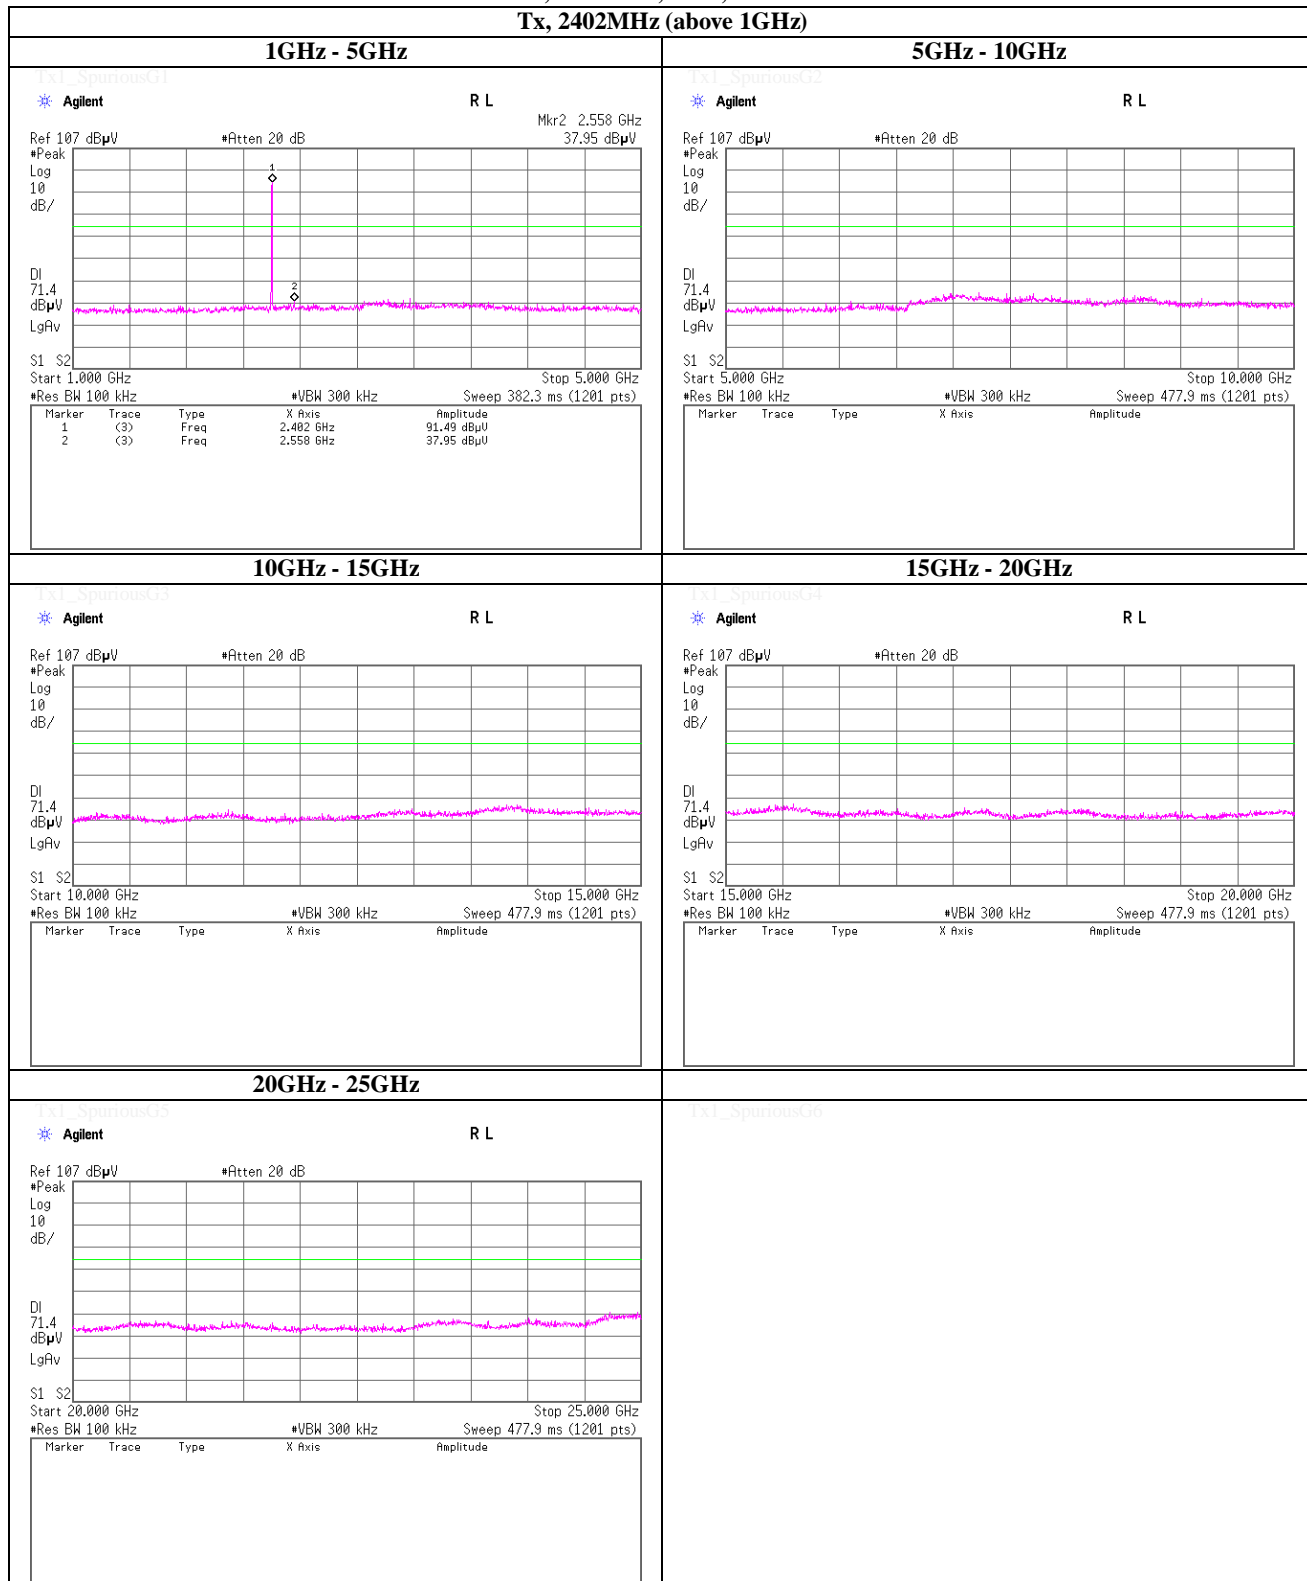 Tx, 2402MHz (above 1GHz)
1GHz - 5GHz
5GHz - 10GHz
Tx1_SpuriousG1
Agilent
R L
Mkr2 2.558 GHz
Ref 107 dBµV
#Atten 20 dB
37.95 dBµV
#Peak
Log
10
dB/
1
2
DI
71.4
dBµV
LgAv
S1 S2
Start 1.000 GHz
Stop 5.000 GHz
#Res BW 100 kHz
#VBW 300 kHz
Sweep 382.3 ms (1201 pts)
Marker Trace Type X Axis Amplitude
1 (3) Freq 2.402 GHz 91.49 dBµV
2 (3) Freq 2.558 GHz 37.95 dBµV
Tx1_SpuriousG2
Agilent
R L
Ref 107 dBµV
#Atten 20 dB
#Peak
Log
10
dB/
DI
71.4
dBµV
LgAv
S1 S2
Start 5.000 GHz
Stop 10.000 GHz
#Res BW 100 kHz
#VBW 300 kHz
Sweep 477.9 ms (1201 pts)
Marker Trace Type X Axis Amplitude
10GHz - 15GHz
15GHz - 20GHz
Tx1_SpuriousG3
Agilent
R L
Ref 107 dBµV
#Atten 20 dB
#Peak
Log
10
dB/
DI
71.4
dBµV
LgAv
S1 S2
Start 10.000 GHz
Stop 15.000 GHz
#Res BW 100 kHz
#VBW 300 kHz
Sweep 477.9 ms (1201 pts)
Marker Trace Type X Axis Amplitude
Tx1_SpuriousG4
Agilent
R L
Ref 107 dBµV
#Atten 20 dB
#Peak
Log
10
dB/
DI
71.4
dBµV
LgAv
S1 S2
Start 15.000 GHz
Stop 20.000 GHz
#Res BW 100 kHz
#VBW 300 kHz
Sweep 477.9 ms (1201 pts)
Marker Trace Type X Axis Amplitude
20GHz - 25GHz
Tx1_SpuriousG5
Agilent
R L
Ref 107 dBµV
#Atten 20 dB
#Peak
Log
10
dB/
DI
71.4
dBµV
LgAv
S1 S2
Start 20.000 GHz
Stop 25.000 GHz
#Res BW 100 kHz
#VBW 300 kHz
Sweep 477.9 ms (1201 pts)
Marker Trace Type X Axis Amplitude
Tx1_SpuriousG6